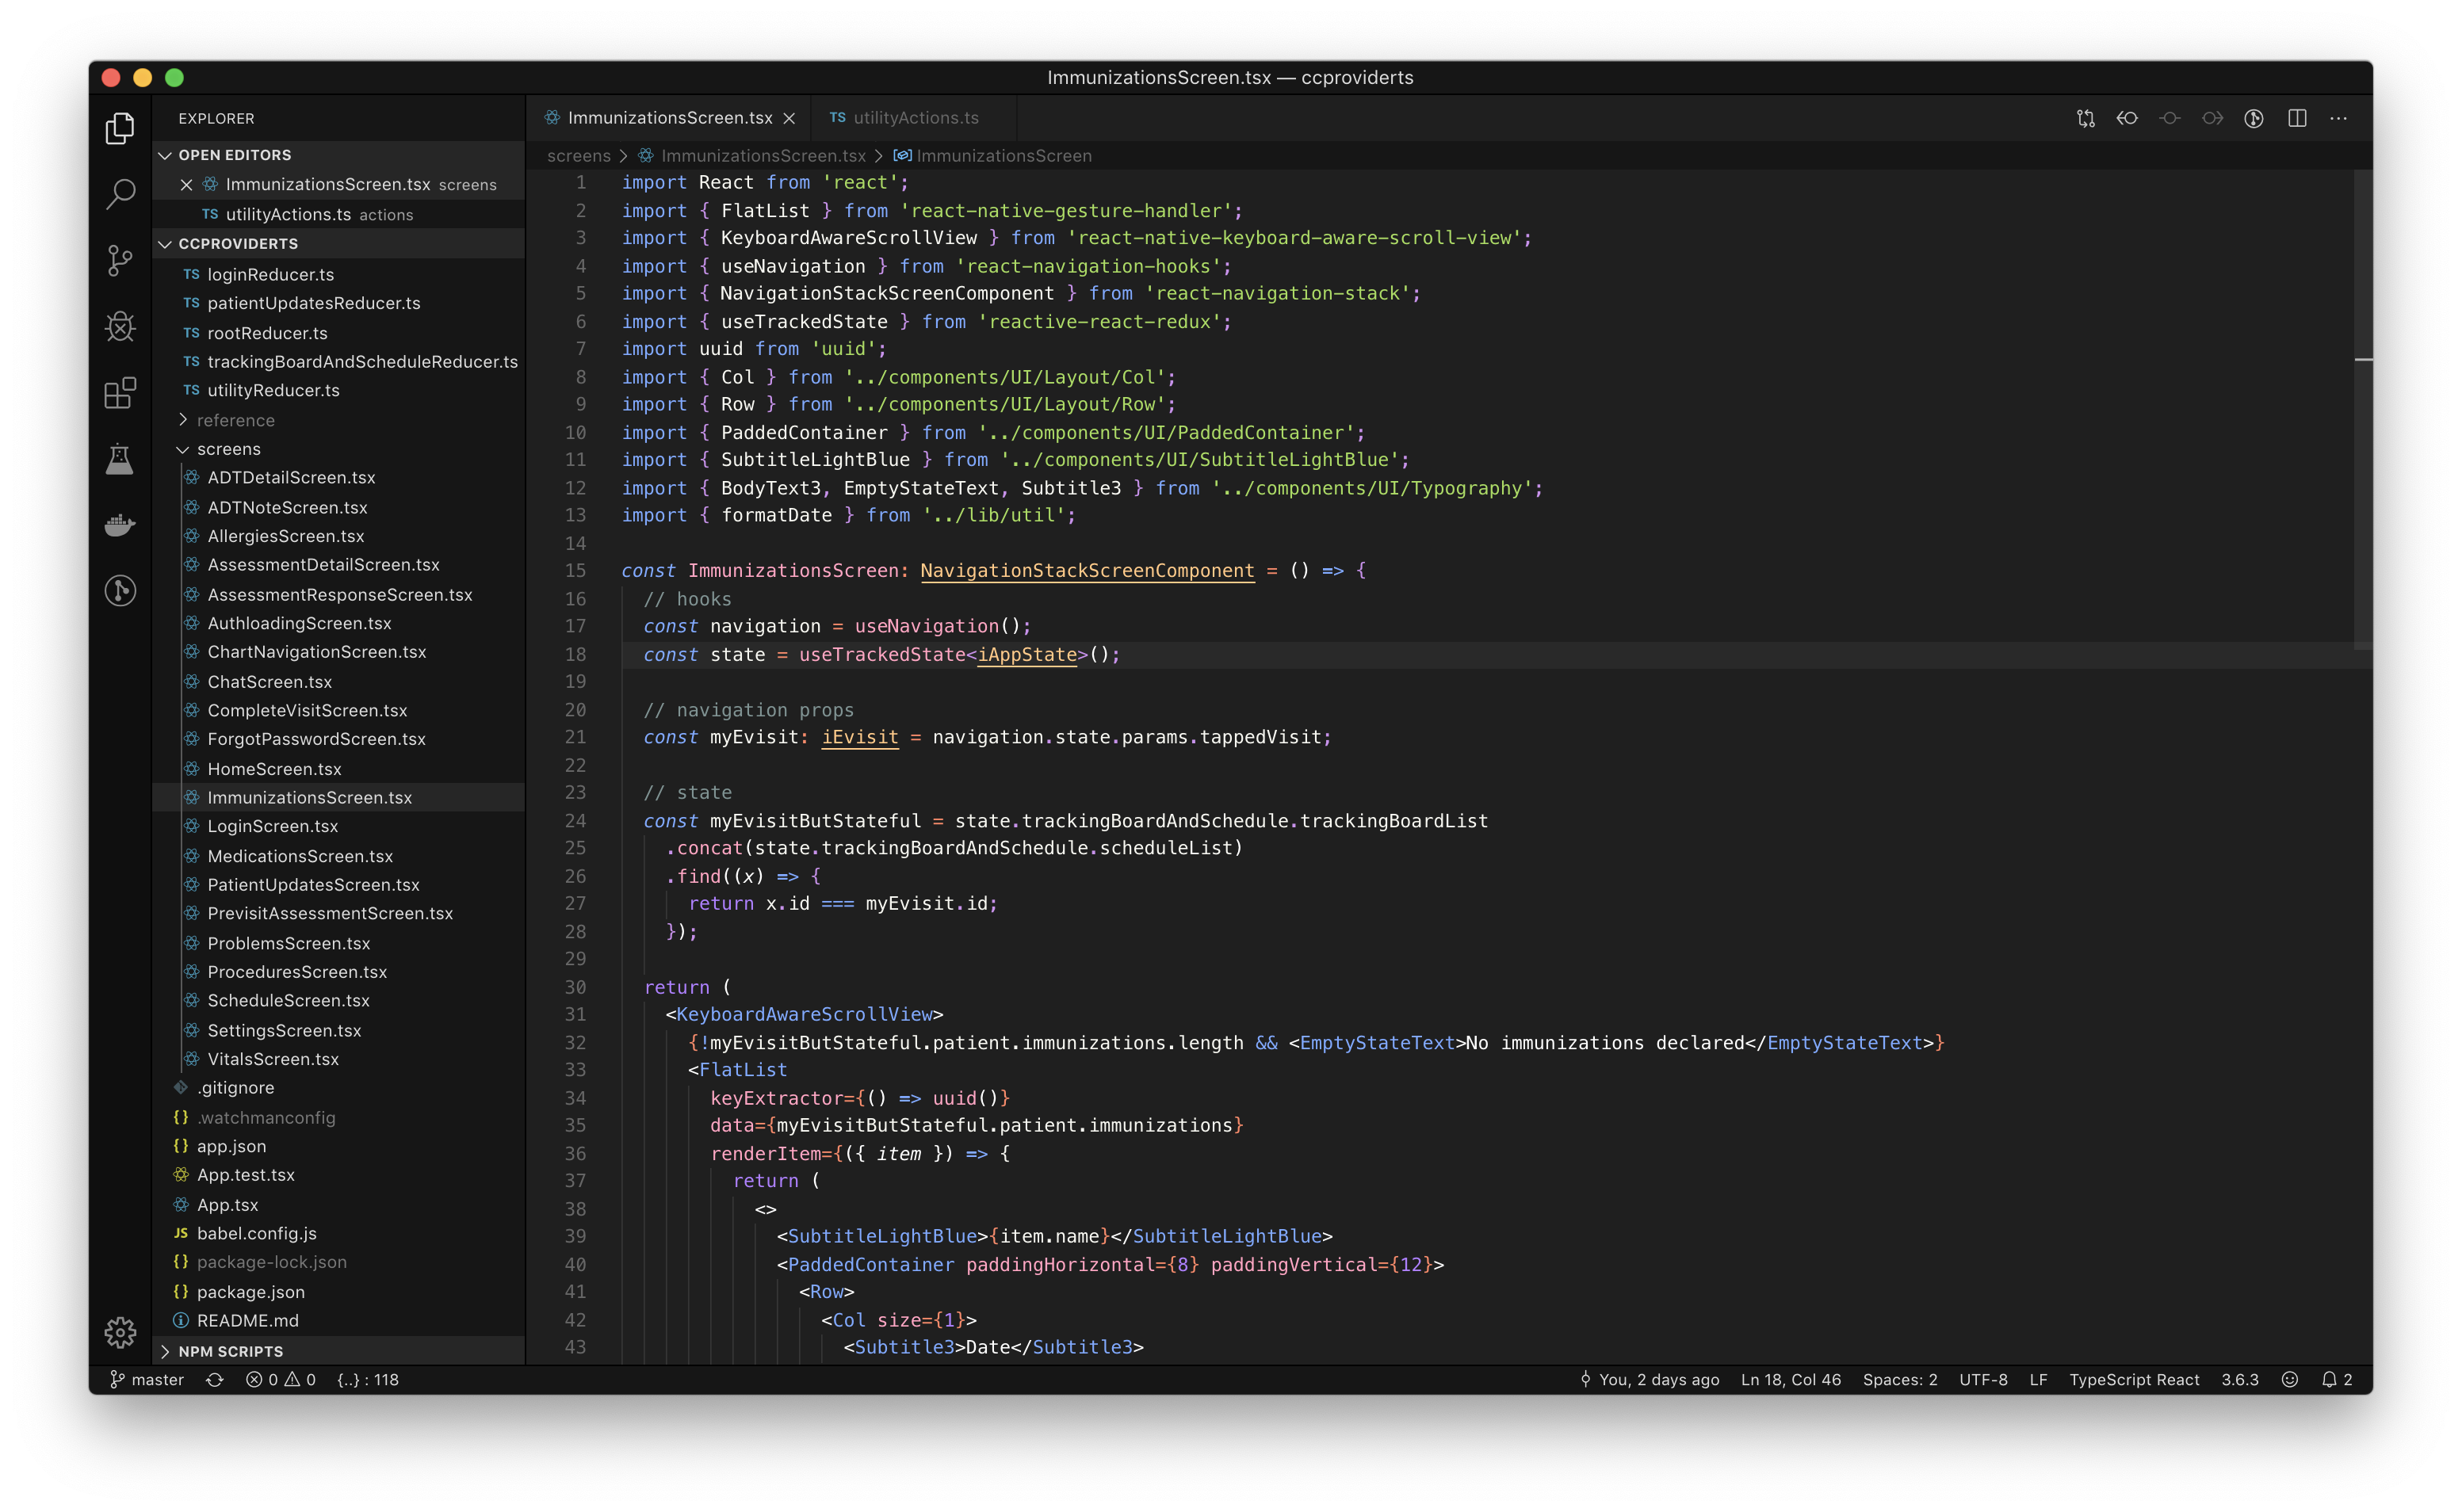 ImmunizationsScreen.tsx — ccproviderts
EXPLORER
OPEN EDITORS
ImmunizationsScreen.tsx screens
TS utilityActions.ts actions
CCPROVIDERTS
TS loginReducer.ts
TS patientUpdatesReducer.ts
TS rootReducer.ts
TS trackingBoardAndScheduleReducer.ts
TS utilityReducer.ts
reference
screens
ADTDetailScreen.tsx
ADTNoteScreen.tsx
AllergiesScreen.tsx
AssessmentDetailScreen.tsx
AssessmentResponseScreen.tsx
AuthloadingScreen.tsx
ChartNavigationScreen.tsx
ChatScreen.tsx
CompleteVisitScreen.tsx
ForgotPasswordScreen.tsx
HomeScreen.tsx
ImmunizationsScreen.tsx
LoginScreen.tsx
MedicationsScreen.tsx
PatientUpdatesScreen.tsx
PrevisitAssessmentScreen.tsx
ProblemsScreen.tsx
ProceduresScreen.tsx
ScheduleScreen.tsx
SettingsScreen.tsx
VitalsScreen.tsx
.gitignore
{} .watchmanconfig
{} app.json
App.test.tsx
App.tsx
JS babel.config.js
{} package-lock.json
{} package.json
README.md
NPM SCRIPTS
ImmunizationsScreen.tsx
TS utilityActions.ts
screens > ImmunizationsScreen.tsx > ImmunizationsScreen
1 import React from 'react';
2 import { FlatList } from 'react-native-gesture-handler';
3 import { KeyboardAwareScrollView } from 'react-native-keyboard-aware-scroll-view';
4 import { useNavigation } from 'react-navigation-hooks';
5 import { NavigationStackScreenComponent } from 'react-navigation-stack';
6 import { useTrackedState } from 'reactive-react-redux';
7 import uuid from 'uuid';
8 import { Col } from '../components/UI/Layout/Col';
9 import { Row } from '../components/UI/Layout/Row';
10 import { PaddedContainer } from '../components/UI/PaddedContainer';
11 import { SubtitleLightBlue } from '../components/UI/SubtitleLightBlue';
12 import { BodyText3, EmptyStateText, Subtitle3 } from '../components/UI/Typography';
13 import { formatDate } from '../lib/util';
14
15 const ImmunizationsScreen: NavigationStackScreenComponent = () => {
16 // hooks
17 const navigation = useNavigation();
18 const state = useTrackedState<iAppState>();
19
20 // navigation props
21 const myEvisit: iEvisit = navigation.state.params.tappedVisit;
22
23 // state
24 const myEvisitButStateful = state.trackingBoardAndSchedule.trackingBoardList
25 .concat(state.trackingBoardAndSchedule.scheduleList)
26 .find((x) => {
27 return x.id === myEvisit.id;
28 });
29
30 return (
31 <KeyboardAwareScrollView>
32 {!myEvisitButStateful.patient.immunizations.length && <EmptyStateText>No immunizations declared</EmptyStateText>}
33 <FlatList
34 keyExtractor={() => uuid()}
35 data={myEvisitButStateful.patient.immunizations}
36 renderItem={({ item }) => {
37 return (
38 <>
39 <SubtitleLightBlue>{item.name}</SubtitleLightBlue>
40 <PaddedContainer paddingHorizontal={8} paddingVertical={12}>
41 <Row>
42 <Col size={1}>
43 <Subtitle3>Date</Subtitle3>
master 0 0 {..} : 118 You, 2 days ago Ln 18, Col 46 Spaces: 2 UTF-8 LF TypeScript React 3.6.3 2